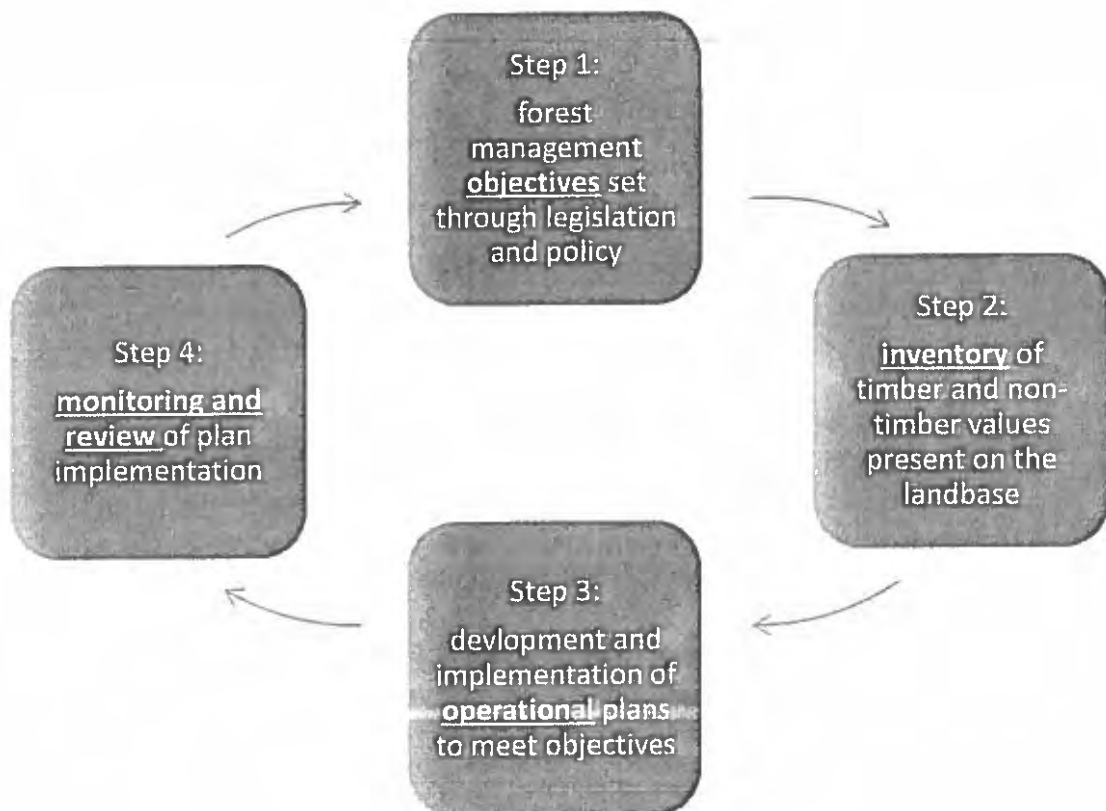 Step 1:
forest
management
objectives set
through legislation
and policy
Step 2:
inventory of
timber and non-
timber values
present on the
landbase
Step 3:
devlopment and
implementation of
operational plans
to meet objectives
Step 4:
monitoring and
review of plan
implementation